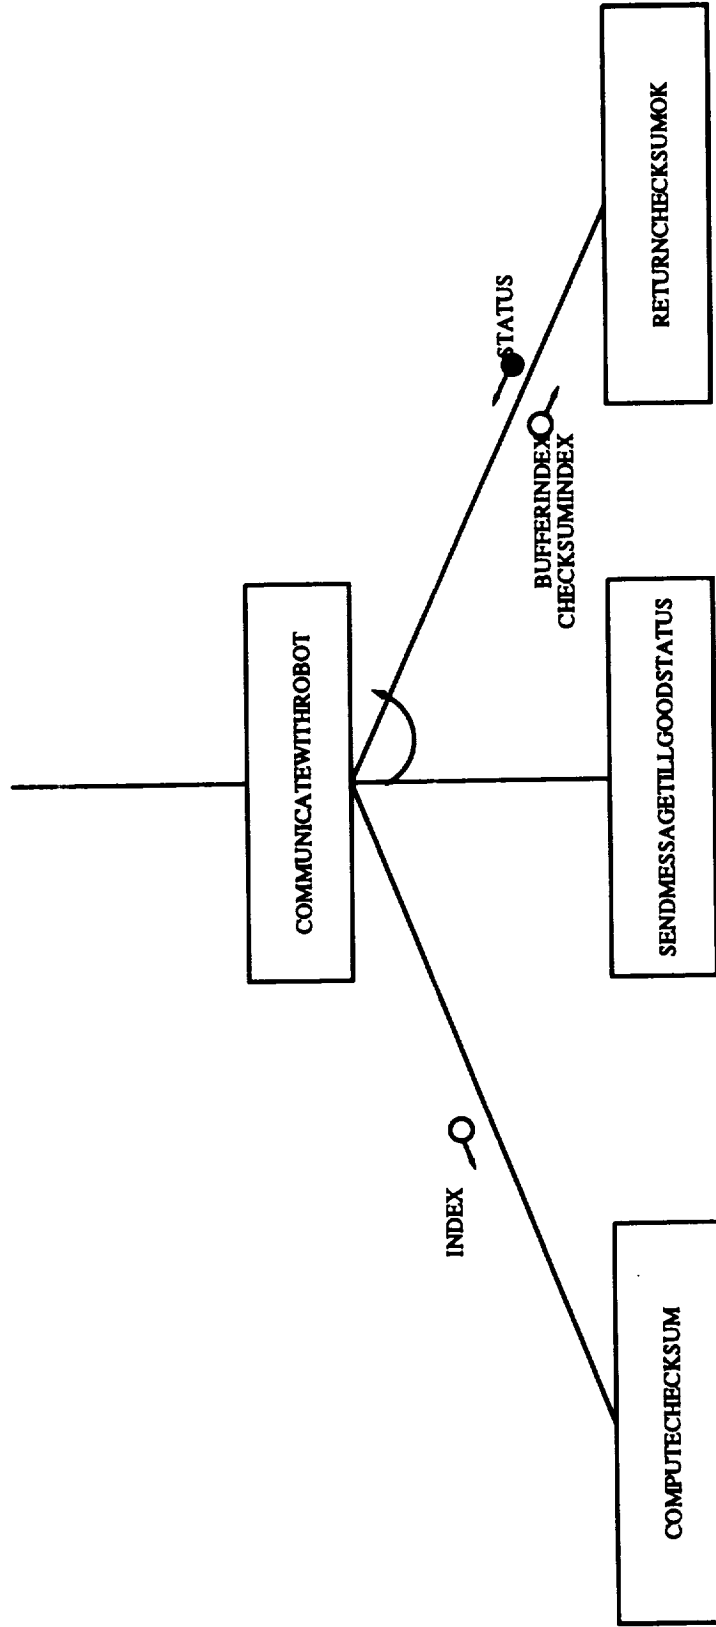 COMMUNICATEWITHROBOT
INDEX
STATUS
BUFFERINDEX
CHECKSUMINDEX
COMPUTECHECKSUM
SENDMESSAGETILLGOODSTATUS
RETURNCHECKSUMOK